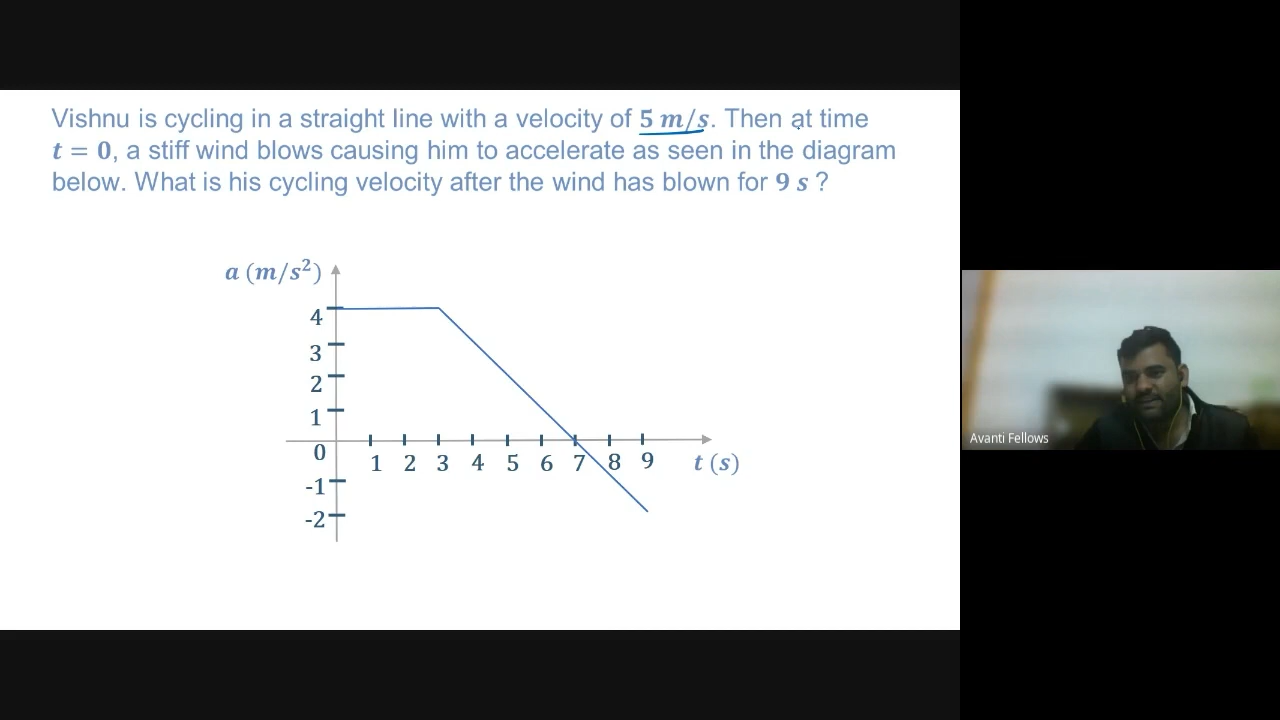 Vishnu is cycling in a straight line with a velocity of 5 m/s. Then at time
t = 0, a stiff wind blows causing him to accelerate as seen in the diagram
below. What is his cycling velocity after the wind has blown for 9 s ?
a (m/s²)
4
3
2
1
0
-1
-2
1 2 3 4 5 6 7 8 9 t (s)
Avanti Fellows